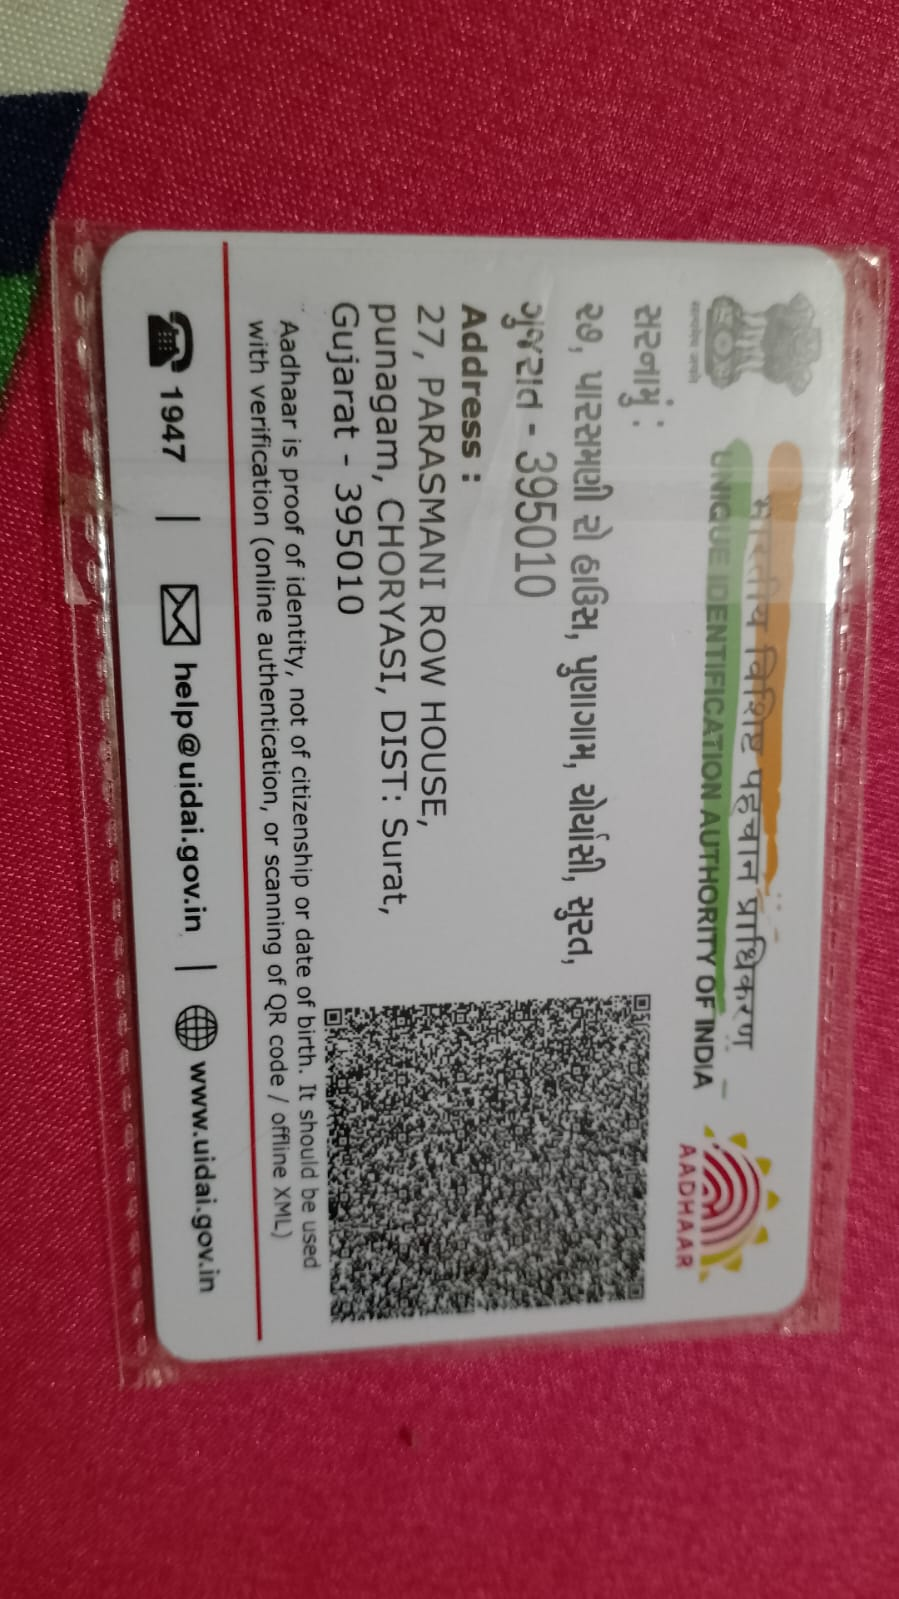 भारतीय विशिष्ट पहचान प्राधिकरण
UNIQUE IDENTIFICATION AUTHORITY OF INDIA
AADHAAR
सत्यमेव जयते
સરનામું :
૨૭, પારસમણી રો હાઉસ, પુણાગામ, ચોર્યાસી, સુરત,
ગુજરાત - 395010
Address :
27, PARASMANI ROW HOUSE,
punagam, CHORYASI, DIST: Surat,
Gujarat - 395010
Aadhaar is proof of identity, not of citizenship or date of birth. It should be used
with verification (online authentication, or scanning of QR code / offline XML)
1947 | help@uidai.gov.in | www.uidai.gov.in